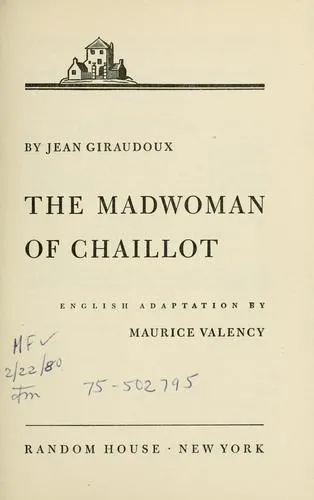 BY JEAN GIRAUDOUX
THE MADWOMAN
OF CHAILLOT
ENGLISH ADAPTATION BY
MAURICE VALENCY
MF✓
2/22/80
75-502795
RANDOM HOUSE · NEW YORK